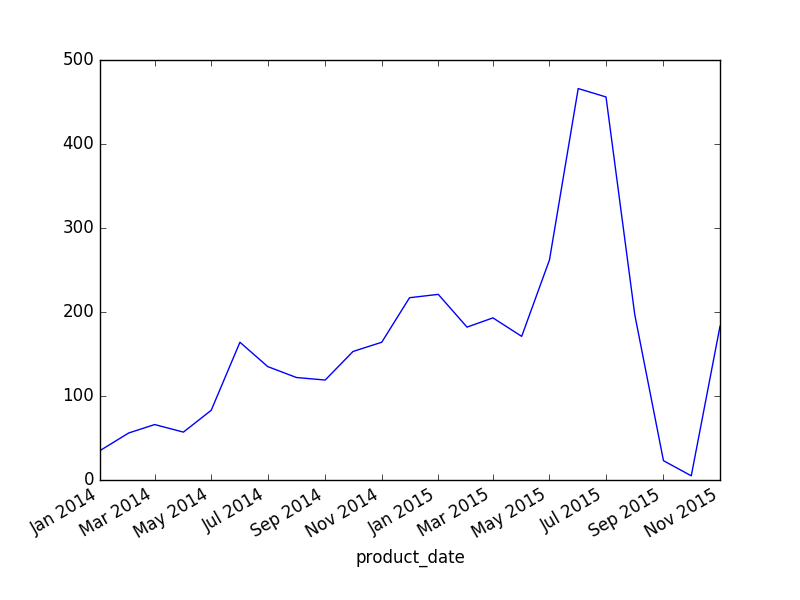 500
400
300
200
100
0
Jan 2014
Mar 2014
May 2014
Jul 2014
Sep 2014
Nov 2014
Jan 2015
Mar 2015
May 2015
Jul 2015
Sep 2015
Nov 2015
product_date